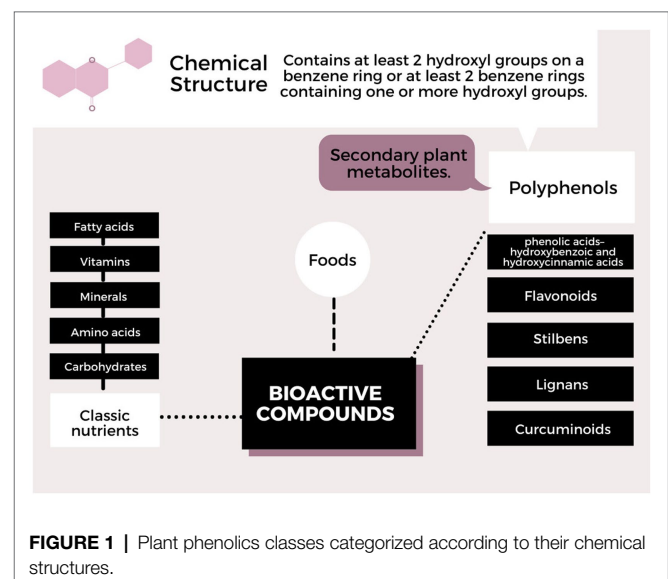 Chemical
Structure
Contains at least 2 hydroxyl groups on a
benzene ring or at least 2 benzene rings
containing one or more hydroxyl groups.
Secondary plant
metabolites.
Polyphenols
Fatty acids
Vitamins
Minerals
Amino acids
Carbohydrates
Classic
nutrients
Foods
BIOACTIVE
COMPOUNDS
phenolic acids–
hydroxybenzoic and
hydroxycinnamic acids
Flavonoids
Stilbens
Lignans
Curcuminoids
O
O
FIGURE 1 | Plant phenolics classes categorized according to their chemical
structures.